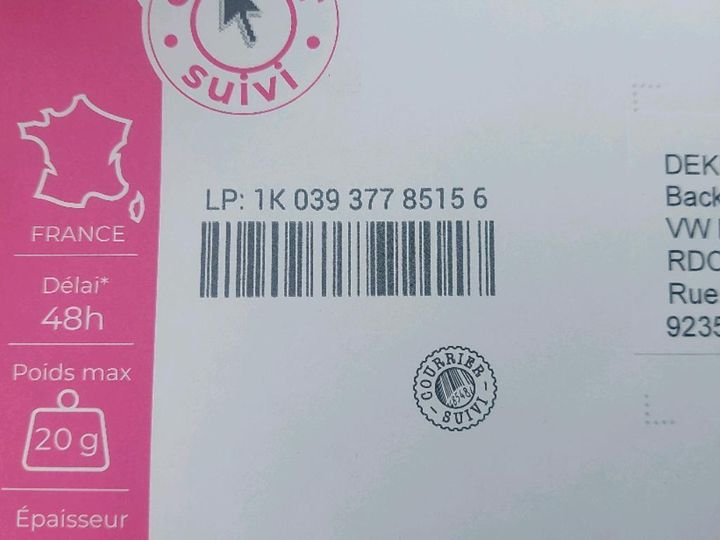 suivi
FRANCE
Délai*
48h
Poids max
20 g
Épaisseur
LP: 1K 039 377 8515 6
COURRIER
SUIVI
DEK
Back
VW
RDC
Rue
9235